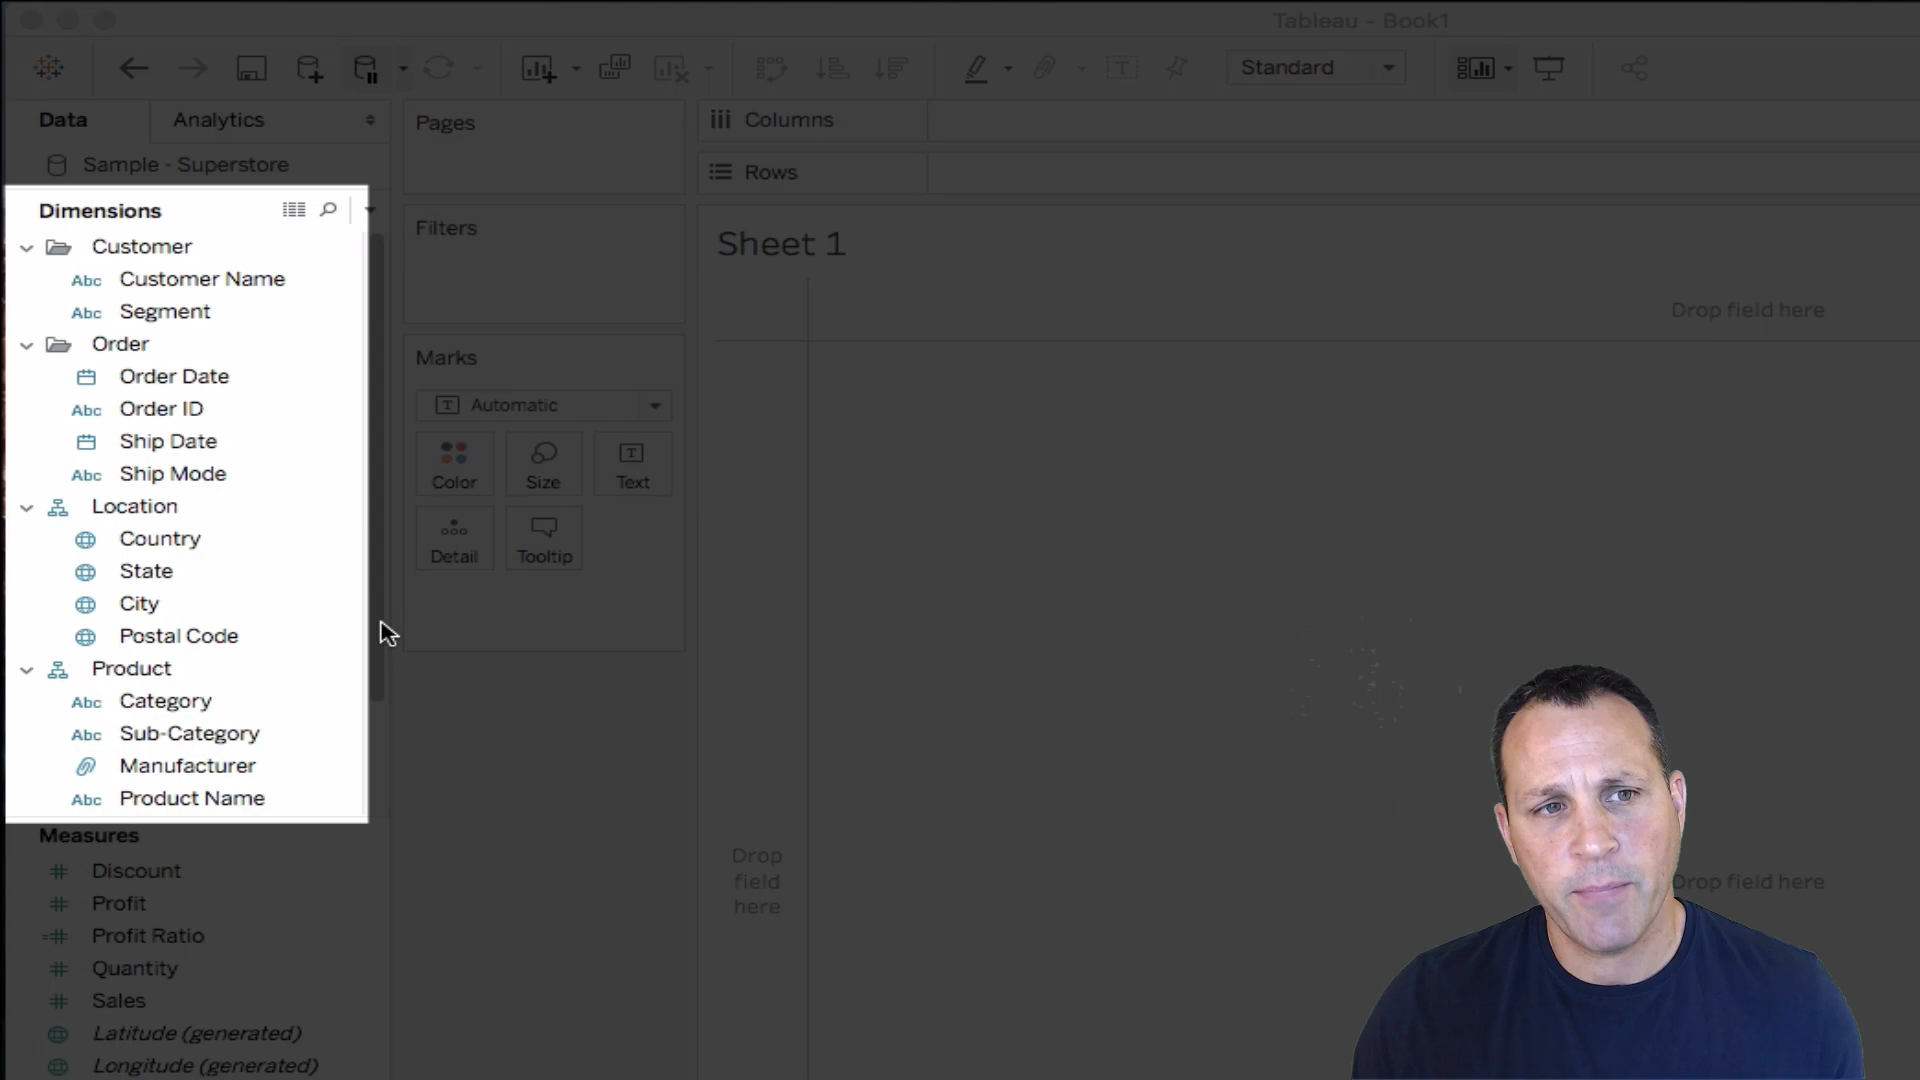 Tableau - Book1
Standard
Data Analytics
Sample - Superstore
Dimensions
Customer
Abc Customer Name
Abc Segment
Order
Order Date
Abc Order ID
Ship Date
Abc Ship Mode
Location
Country
State
City
Postal Code
Product
Abc Category
Abc Sub-Category
Manufacturer
Abc Product Name
Measures
# Discount
# Profit
=# Profit Ratio
# Quantity
# Sales
Latitude (generated)
Longitude (generated)
Pages
Filters
Marks
T Automatic
Color Size T Text
Detail Tooltip
iii Columns
Rows
Sheet 1
Drop field here
Drop
field
here
Drop field here